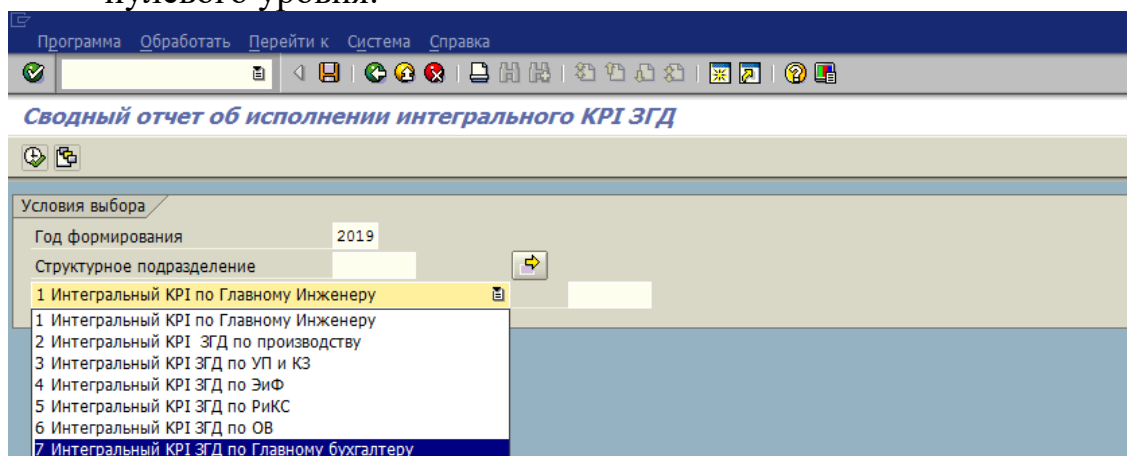 нулевого уровня.
Программа Обработать Перейти к Система Справка
Сводный отчет об исполнении интегрального KPI ЗГД
Условия выбора
Год формирования 2019
Структурное подразделение
1 Интегральный KPI по Главному Инженеру
1 Интегральный KPI по Главному Инженеру
2 Интегральный KPI ЗГД по производству
3 Интегральный KPI ЗГД по УП и КЗ
4 Интегральный KPI ЗГД по ЭиФ
5 Интегральный KPI ЗГД по РиКС
6 Интегральный KPI ЗГД по ОВ
7 Интегральный KPI ЗГД по Главному бухгалтеру